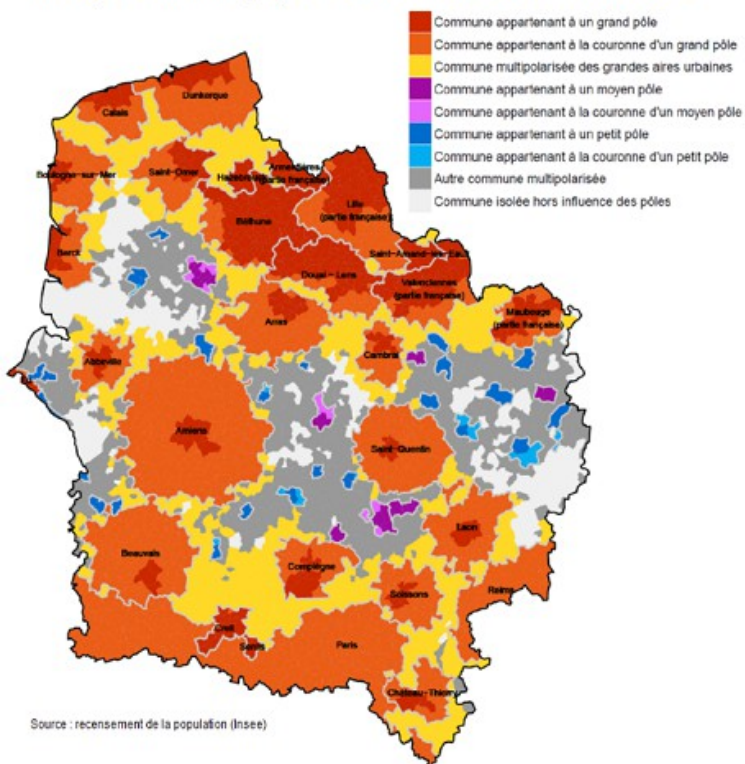 Commune appartenant à un grand pôle
Commune appartenant à la couronne d'un grand pôle
Commune multipolarisée des grandes aires urbaines
Commune appartenant à un moyen pôle
Commune appartenant à la couronne d'un moyen pôle
Commune appartenant à un petit pôle
Commune appartenant à la couronne d'un petit pôle
Autre commune multipolarisée
Commune isolée hors influence des pôles
Dunkerque
Calais
Boulogne-sur-Mer
Saint-Omer
Hazebrouck
Armentières
(partie française)
Lille
(partie française)
Béthune
Berck
Saint-Amand-les-Eaux
Douai - Lens
Valenciennes
(partie française)
Maubeuge
(partie française)
Arras
Cambrai
Abbeville
Amiens
Saint-Quentin
Laon
Beauvais
Compiègne
Soissons
Reims
Creil
Senlis
Paris
Château-Thierry
Source : recensement de la population (Insee)